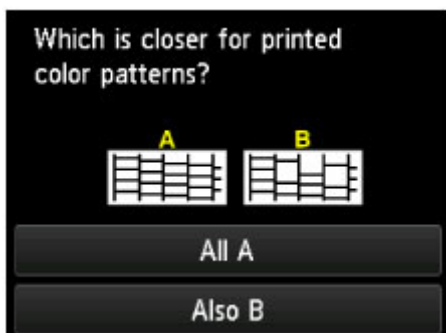 Which is closer for printed
color patterns?
A B
All A
Also B